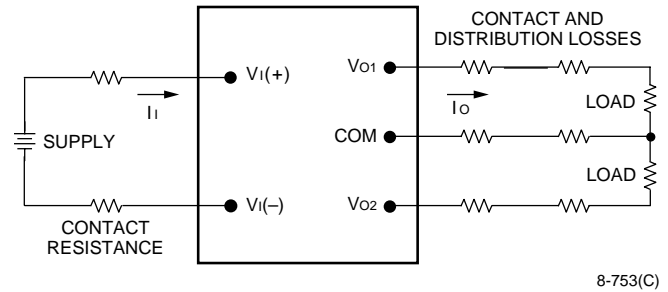 CONTACT AND
DISTRIBUTION LOSSES
VI(+)
VO1
II
IO
LOAD
SUPPLY
COM
LOAD
VI(–)
VO2
CONTACT
RESISTANCE
8-753(C)